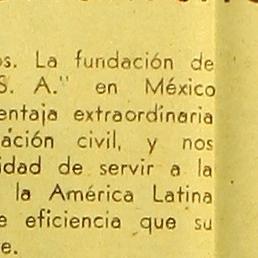 os. La fundación de
S. A." en México
entaja extraordinaria
ación civil, y nos
idad de servir a la
la América Latina
e eficiencia que su
e.